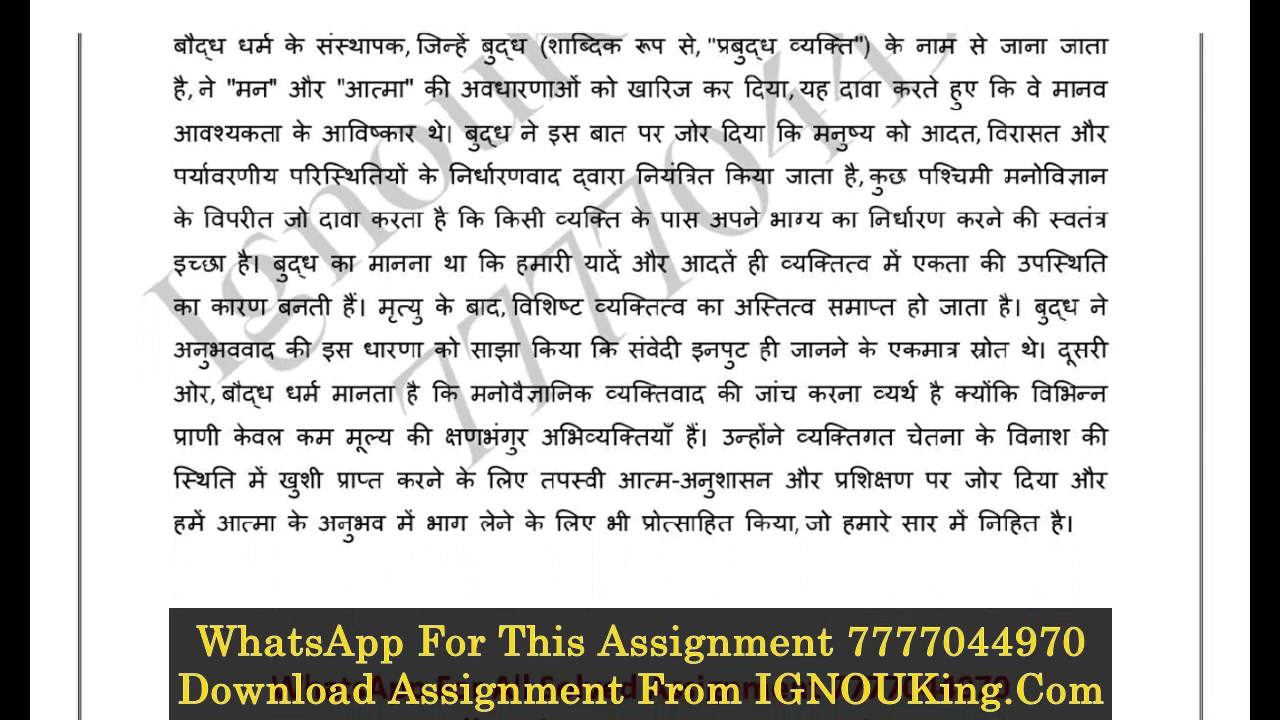 बौद्ध धर्म के संस्थापक, जिन्हें बुद्ध (शाब्दिक रूप से, "प्रबुद्ध व्यक्ति") के नाम से जाना जाता
है, ने "मन" और "आत्मा" की अवधारणाओं को खारिज कर दिया, यह दावा करते हुए कि वे मानव
आवश्यकता के आविष्कार थे। बुद्ध ने इस बात पर जोर दिया कि मनुष्य को आदत, विरासत और
पर्यावरणीय परिस्थितियों के निर्धारणवाद द्वारा नियंत्रित किया जाता है, कुछ पश्चिमी मनोविज्ञान
के विपरीत जो दावा करता है कि किसी व्यक्ति के पास अपने भाग्य का निर्धारण करने की स्वतंत्र
इच्छा है। बुद्ध का मानना था कि हमारी यादें और आदतें ही व्यक्तित्व में एकता की उपस्थिति
का कारण बनती हैं। मृत्यु के बाद, विशिष्ट व्यक्तित्व का अस्तित्व समाप्त हो जाता है। बुद्ध ने
अनुभववाद की इस धारणा को साझा किया कि संवेदी इनपुट ही जानने के एकमात्र स्रोत थे। दूसरी
ओर, बौद्ध धर्म मानता है कि मनोवैज्ञानिक व्यक्तिवाद की जांच करना व्यर्थ है क्योंकि विभिन्न
प्राणी केवल कम मूल्य की क्षणभंगुर अभिव्यक्तियाँ हैं। उन्होंने व्यक्तिगत चेतना के विनाश की
स्थिति में खुशी प्राप्त करने के लिए तपस्वी आत्म-अनुशासन और प्रशिक्षण पर जोर दिया और
हमें आत्मा के अनुभव में भाग लेने के लिए भी प्रोत्साहित किया, जो हमारे सार में निहित है।
WhatsApp For This Assignment 7777044970
Download Assignment From IGNOUKing.Com